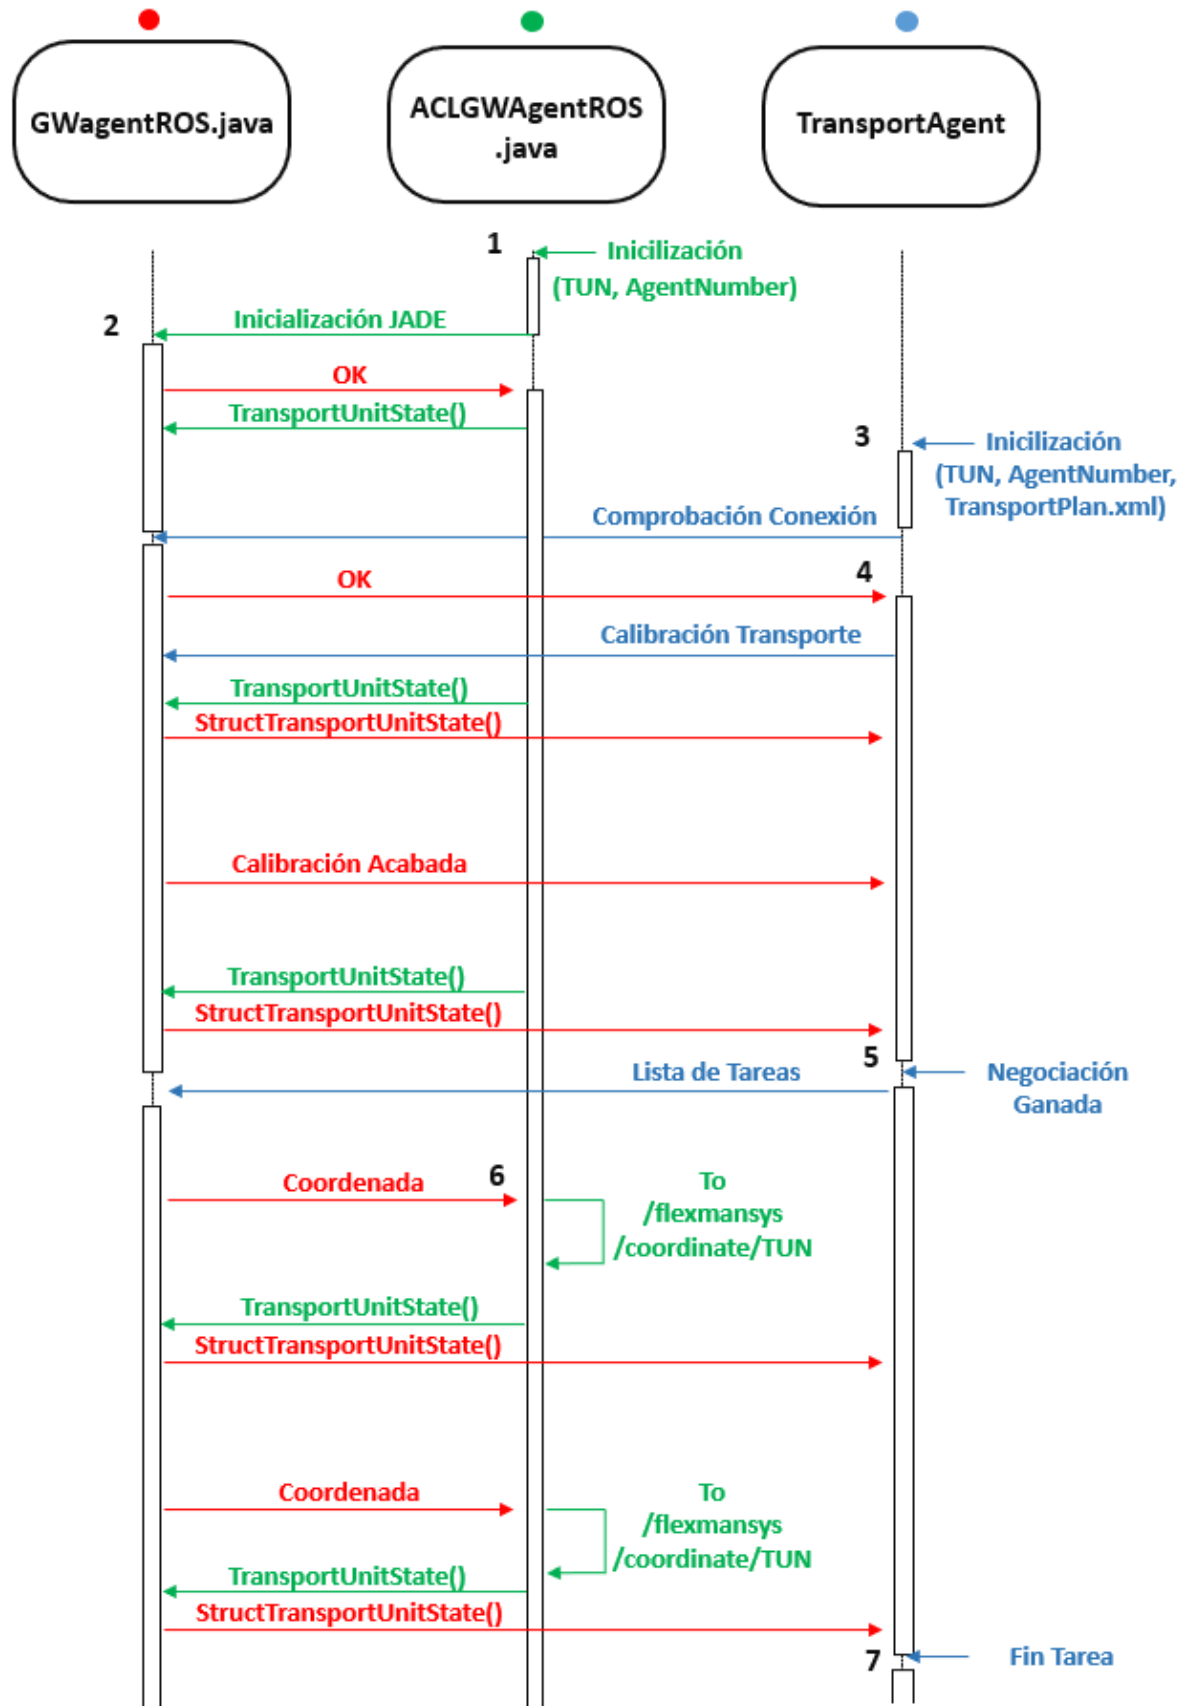 GWagentROS.java
ACLGWAgentROS
.java
TransportAgent
1
Inicilización
(TUN, AgentNumber)
2
Inicialización JADE
OK
TransportUnitState()
3
Inicilización
(TUN, AgentNumber,
TransportPlan.xml)
Comprobación Conexión
4
OK
Calibración Transporte
TransportUnitState()
StructTransportUnitState()
Calibración Acabada
TransportUnitState()
StructTransportUnitState()
5
Negociación
Ganada
Lista de Tareas
6
Coordenada
To
/flexmansys
/coordinate/TUN
TransportUnitState()
StructTransportUnitState()
Coordenada
To
/flexmansys
/coordinate/TUN
TransportUnitState()
StructTransportUnitState()
7
Fin Tarea